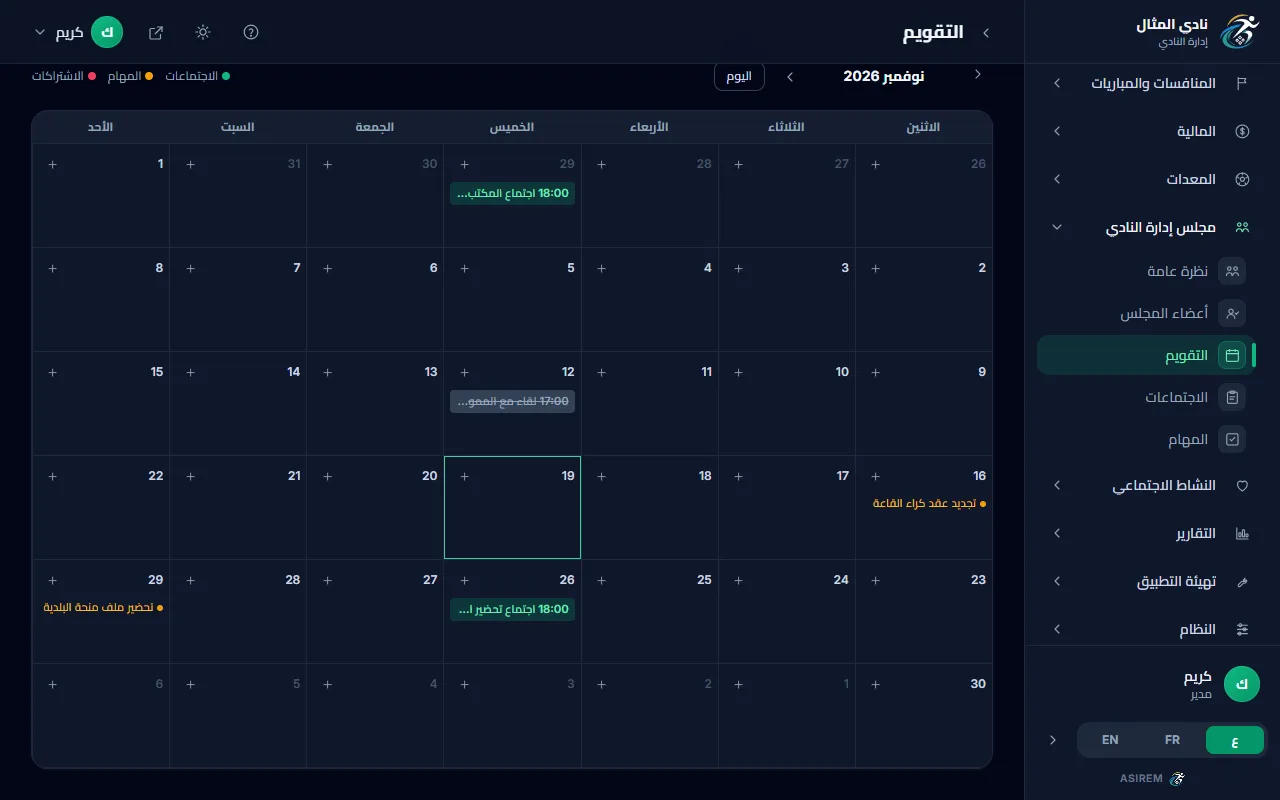 نادي المثال
إدارة النادي
المنافسات والمباريات
المالية
المعدات
مجلس إدارة النادي
نظرة عامة
أعضاء المجلس
التقويم
الاجتماعات
المهام
النشاط الاجتماعي
التقارير
تهيئة التطبيق
النظام
ك
كريم
مدير
ع FR EN
ASIREM
التقويم
ك كريم
نوفمبر 2026
اليوم
الاجتماعات المهام الاشتراكات
الاثنين الثلاثاء الأربعاء الخميس الجمعة السبت الأحد
26 + 27 + 28 + 29 + 30 + 31 + 1 +
18:00 اجتماع المكتب...
2 + 3 + 4 + 5 + 6 + 7 + 8 +
9 + 10 + 11 + 12 + 13 + 14 + 15 +
17:00 لقاء مع الممو...
16 + 17 + 18 + 19 + 20 + 21 + 22 +
تجديد عقد كراء القاعة
23 + 24 + 25 + 26 + 27 + 28 + 29 +
18:00 اجتماع تحضير ا...
تحضير ملف منحة البلدية
30 + 1 + 2 + 3 + 4 + 5 + 6 +